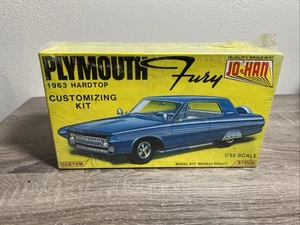 PLYMOUTH Fury
JO-HAN
1963 HARDTOP
CUSTOMIZING
KIT
1/25 SCALE
CUSTOM
STOCK